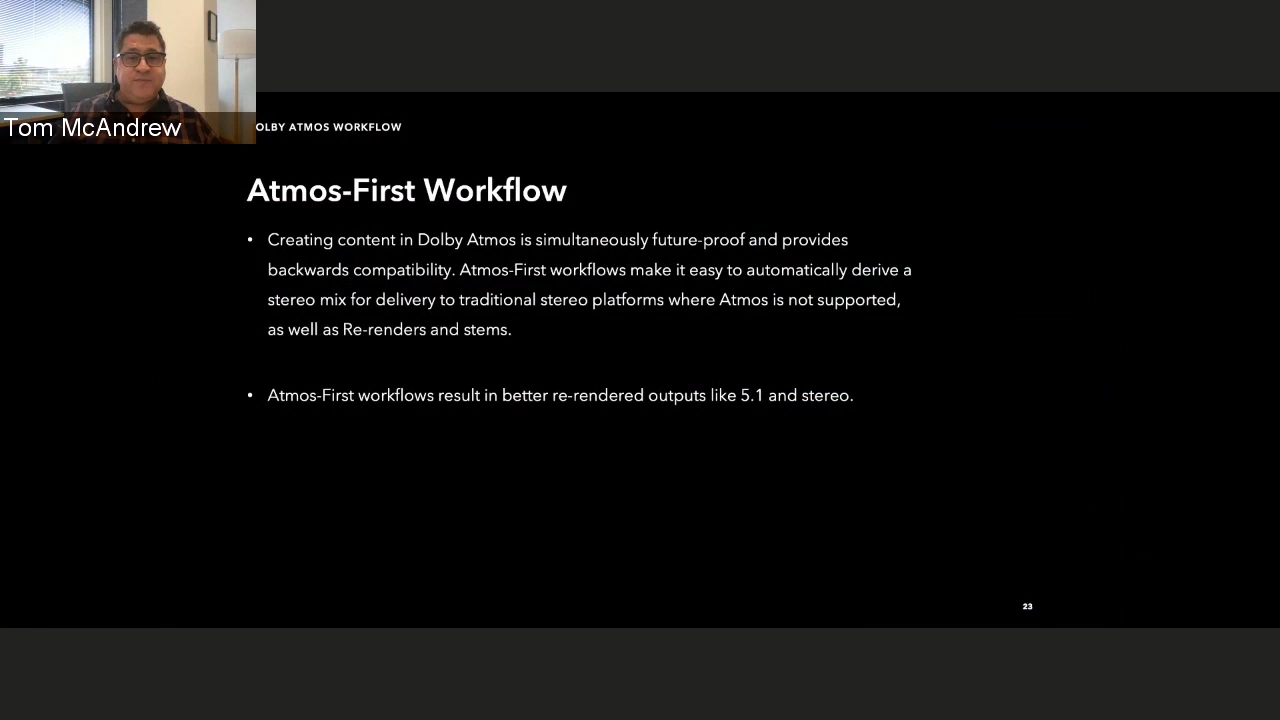 Tom McAndrew
OLBY ATMOS WORKFLOW
Atmos-First Workflow
• Creating content in Dolby Atmos is simultaneously future-proof and provides
backwards compatibility. Atmos-First workflows make it easy to automatically derive a
stereo mix for delivery to traditional stereo platforms where Atmos is not supported,
as well as Re-renders and stems.
• Atmos-First workflows result in better re-rendered outputs like 5.1 and stereo.
23